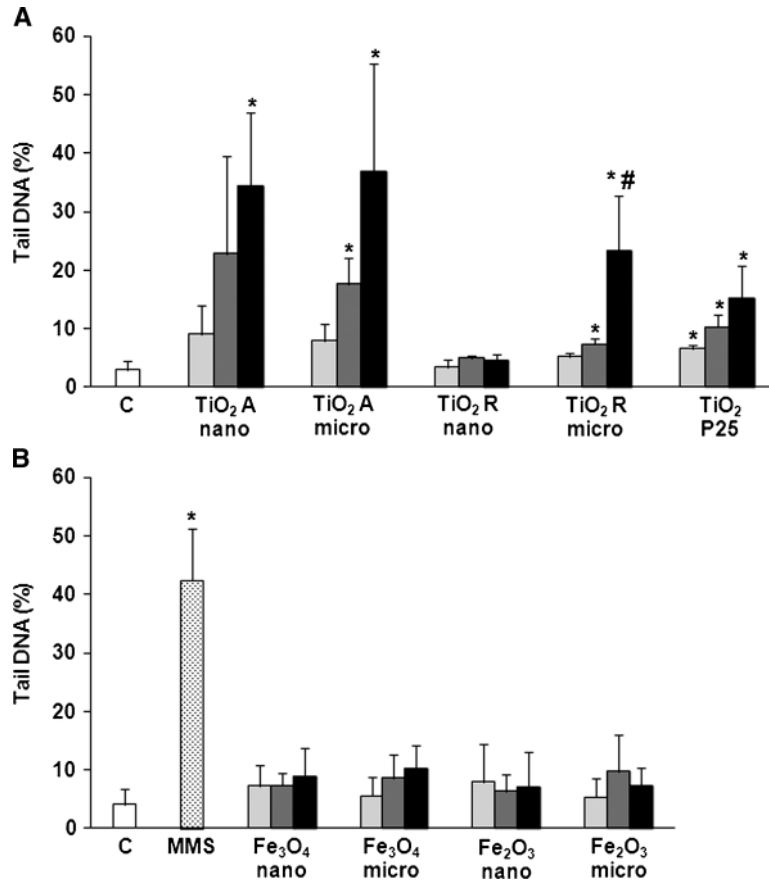 A
60
50
40
30
20
10
0
Tail DNA (%)
* * * * *# * * *
C TiO₂ A nano TiO₂ A micro TiO₂ R nano TiO₂ R micro TiO₂ P25
B
60
50
40
30
20
10
0
Tail DNA (%)
*
C MMS Fe₃O₄ nano Fe₃O₄ micro Fe₂O₃ nano Fe₂O₃ micro